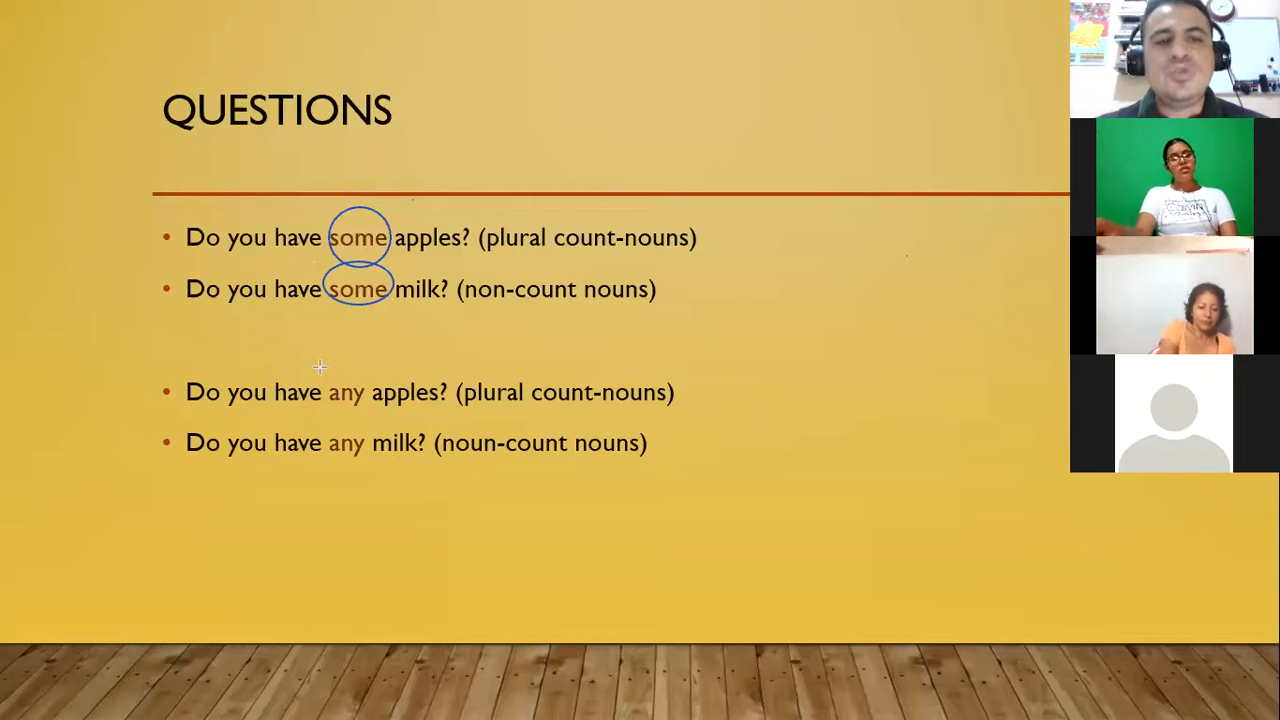 QUESTIONS
• Do you have some apples? (plural count-nouns)
• Do you have some milk? (non-count nouns)
• Do you have any apples? (plural count-nouns)
• Do you have any milk? (noun-count nouns)